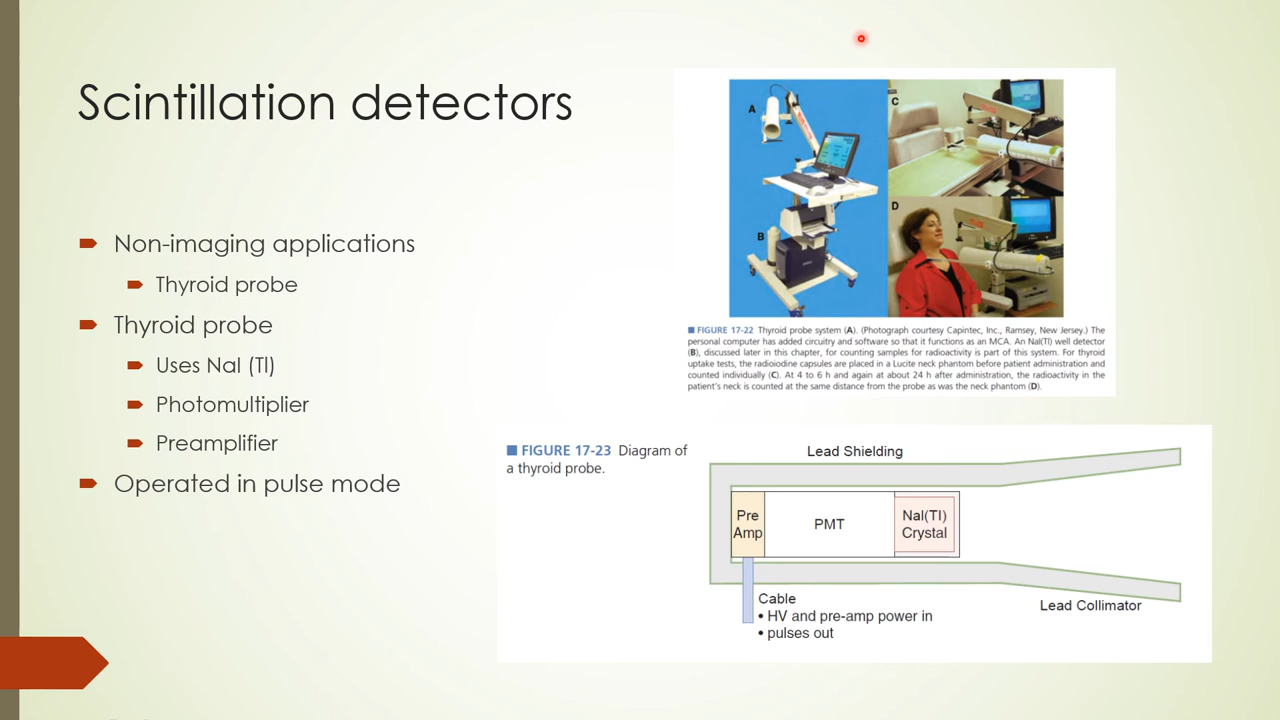 Scintillation detectors
Non-imaging applications
Thyroid probe
Thyroid probe
Uses NaI (Tl)
Photomultiplier
Preamplifier
Operated in pulse mode
A
B
C
D
■ FIGURE 17-22 Thyroid probe system (A). (Photograph courtesy Capintec, Inc., Ramsey, New Jersey.) The
personal computer has added circuitry and software so that it functions as an MCA. An NaI(Tl) well detector
(B), discussed later in this chapter, for counting samples for radioactivity is part of this system. For thyroid
uptake tests, the radioiodine capsules are placed in a Lucite neck phantom before patient administration and
counted individually (C). At 4 to 6 h and again at about 24 h after administration, the radioactivity in the
patient's neck is counted at the same distance from the probe as was the neck phantom (D).
■ FIGURE 17-23 Diagram of
a thyroid probe.
Lead Shielding
Pre
Amp
PMT
NaI(Tl)
Crystal
Cable
• HV and pre-amp power in
• pulses out
Lead Collimator